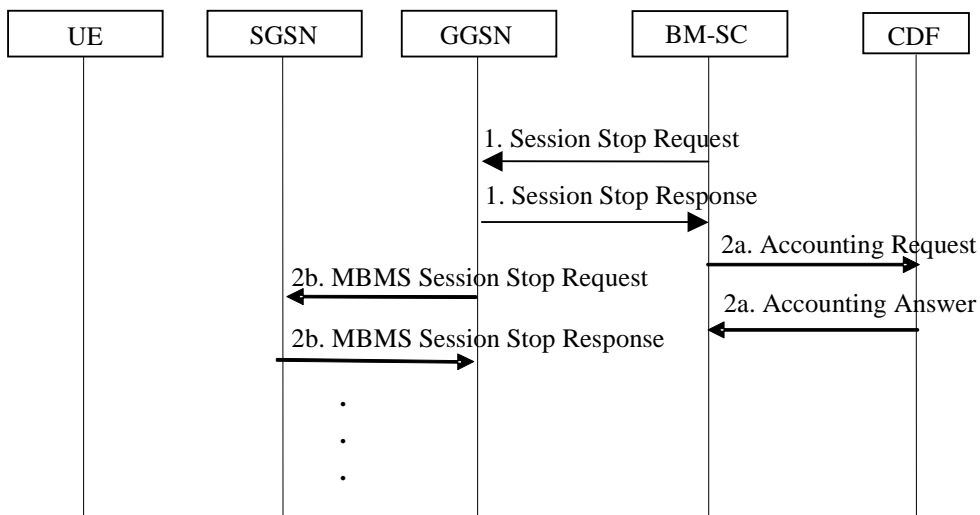 UE
SGSN
GGSN
BM-SC
CDF
1. Session Stop Request
1. Session Stop Response
2a. Accounting Request
2b. MBMS Session Stop Request
2a. Accounting Answer
2b. MBMS Session Stop Response
.
.
.